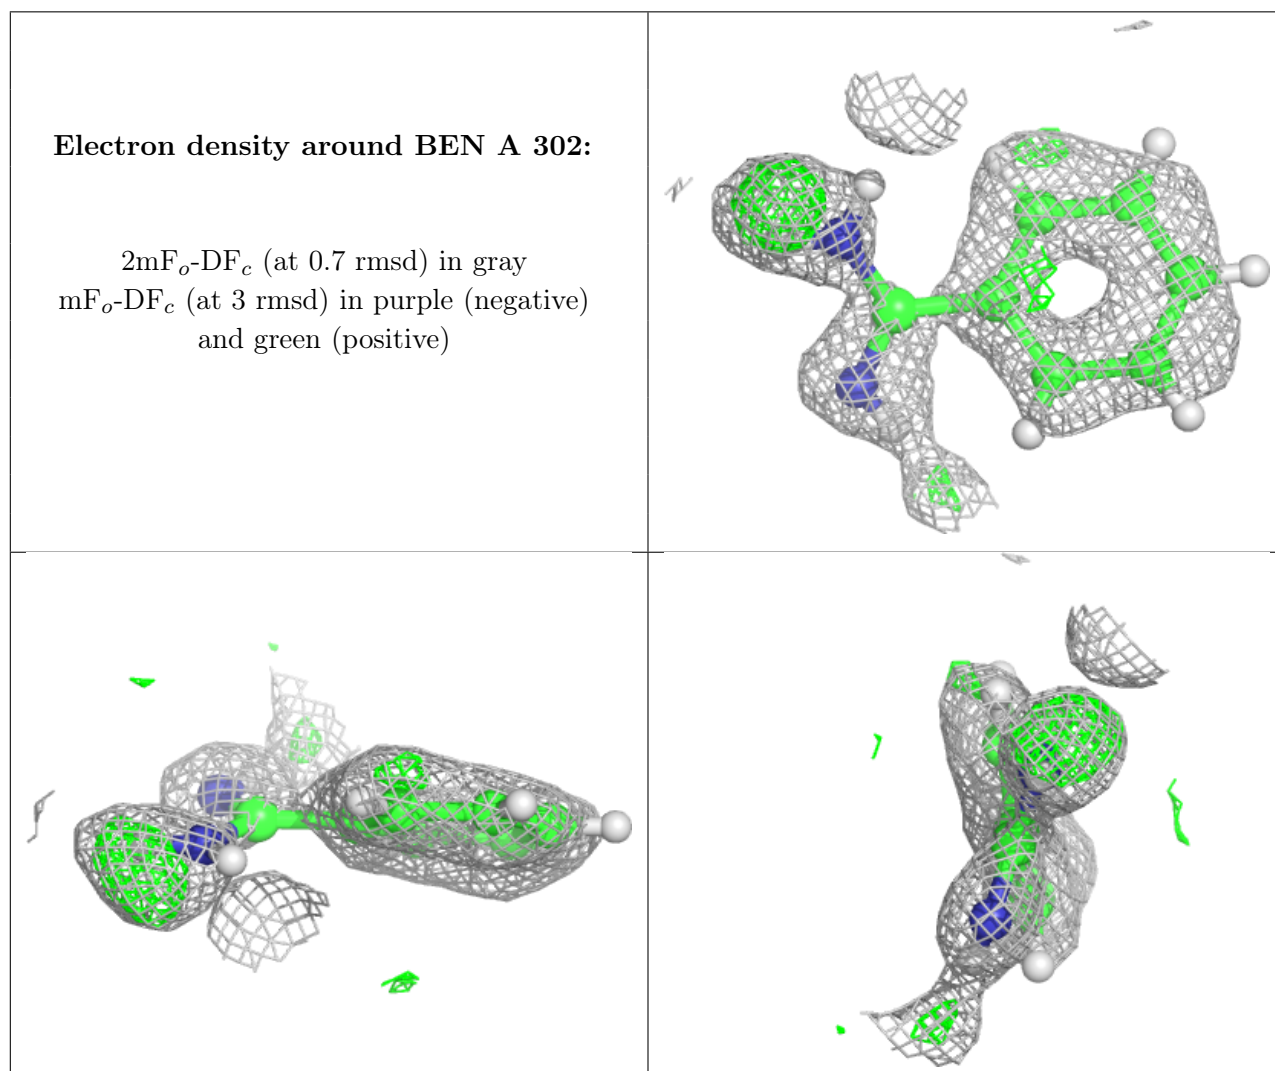 Electron density around BEN A 302:
2mFo-DFc (at 0.7 rmsd) in gray
mFo-DFc (at 3 rmsd) in purple (negative)
and green (positive)